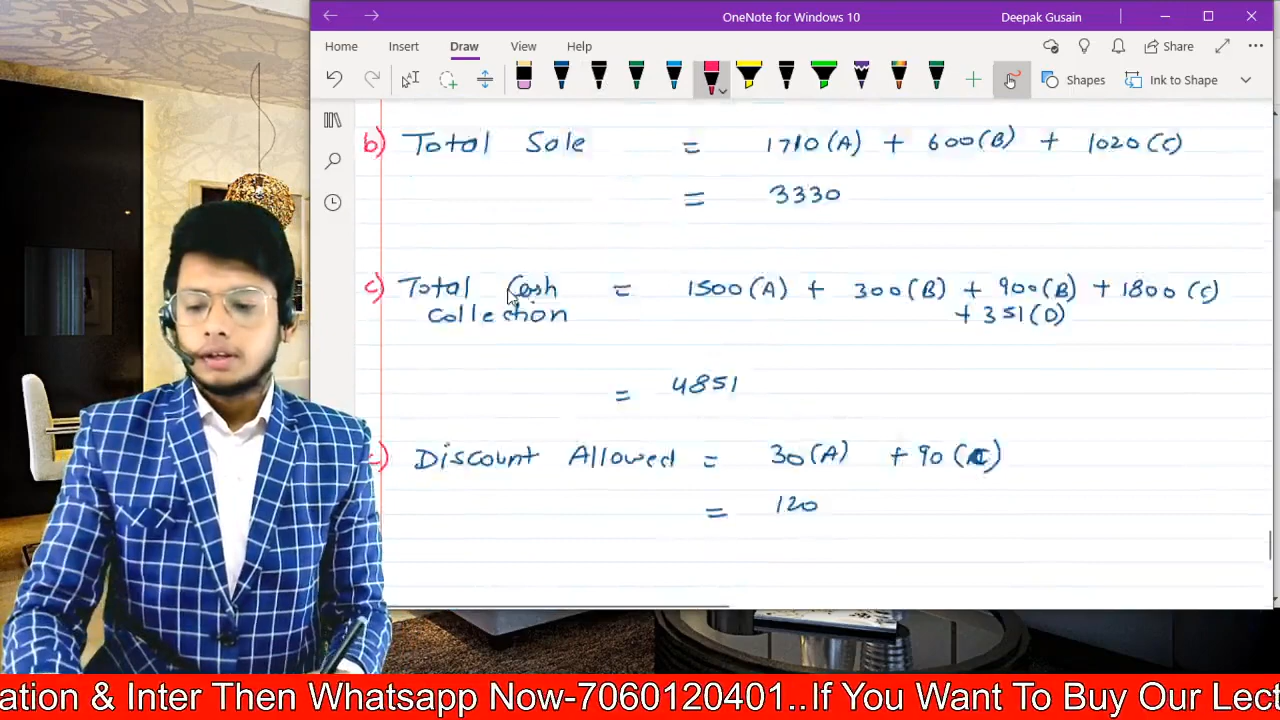 OneNote for Windows 10
Deepak Gusain
Home Insert Draw View Help
Share
Shapes
Ink to Shape
b) Total Sale = 1710(A) + 600(B) + 1020(C)
= 3330
c) Total Cash = 1500(A) + 300(B) + 900(B) + 1800(C)
collection + 351(D)
= 4851
Discount Allowed = 30(A) + 90(C)
= 120
ation & Inter Then Whatsapp Now-7060120401..If You Want To Buy Our Lect